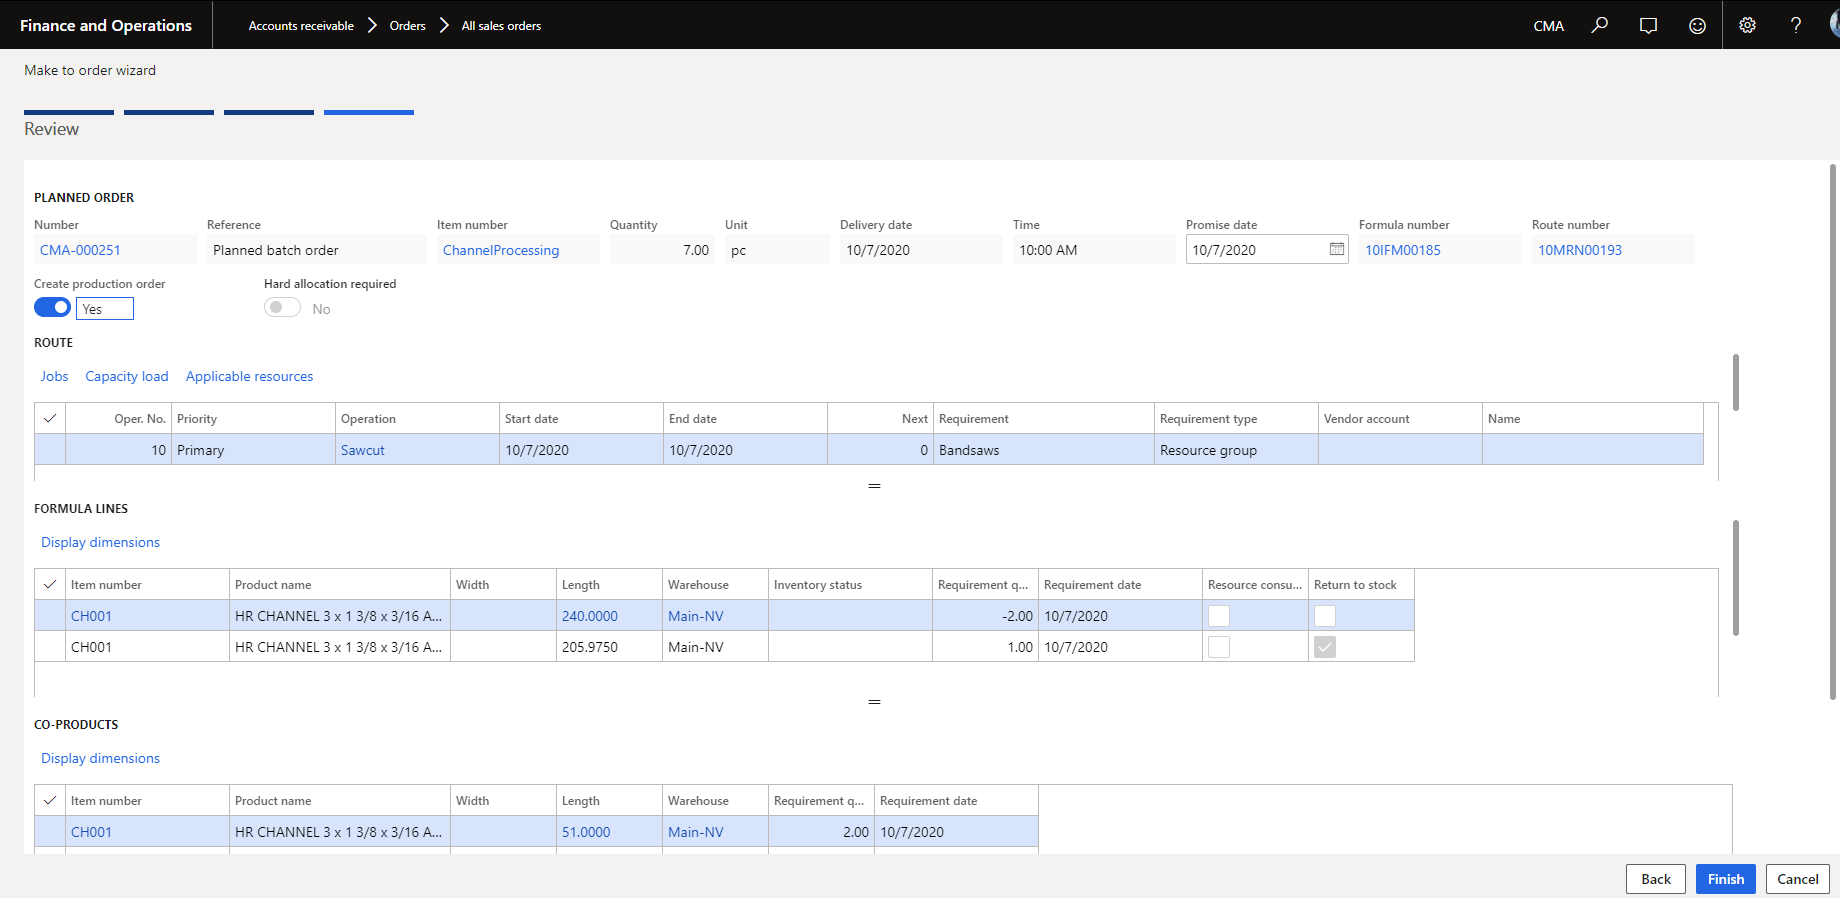 Finance and Operations
Accounts receivable > Orders > All sales orders
CMA
?
Make to order wizard
Review
PLANNED ORDER
Number Reference Item number Quantity Unit Delivery date Time Promise date Formula number Route number
CMA-000251 Planned batch order ChannelProcessing 7.00 pc 10/7/2020 10:00 AM 10/7/2020 10IFM00185 10MRN00193
Create production order Hard allocation required
Yes No
ROUTE
Jobs Capacity load Applicable resources
Oper. No. Priority Operation Start date End date Next Requirement Requirement type Vendor account Name
10 Primary Sawcut 10/7/2020 10/7/2020 0 Bandsaws Resource group
FORMULA LINES
Display dimensions
Item number Product name Width Length Warehouse Inventory status Requirement q... Requirement date Resource consu... Return to stock
CH001 HR CHANNEL 3 x 1 3/8 x 3/16 A... 240.0000 Main-NV -2.00 10/7/2020
CH001 HR CHANNEL 3 x 1 3/8 x 3/16 A... 205.9750 Main-NV 1.00 10/7/2020
CO-PRODUCTS
Display dimensions
Item number Product name Width Length Warehouse Requirement q... Requirement date
CH001 HR CHANNEL 3 x 1 3/8 x 3/16 A... 51.0000 Main-NV 2.00 10/7/2020
Back Finish Cancel